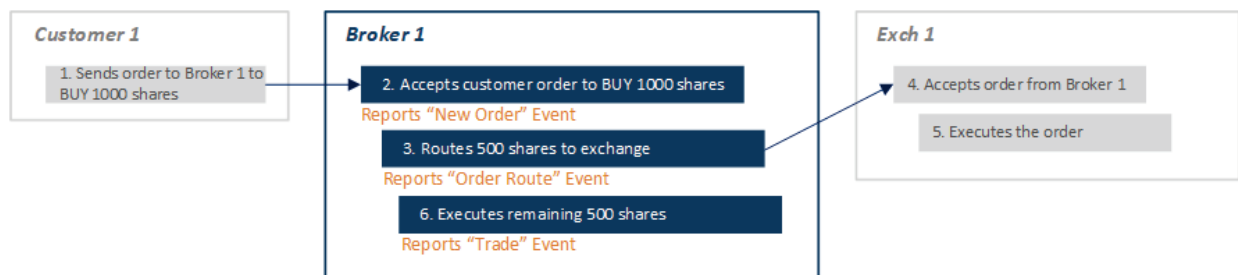 Customer 1
1. Sends order to Broker 1 to
BUY 1000 shares
Broker 1
2. Accepts customer order to BUY 1000 shares
Reports “New Order” Event
3. Routes 500 shares to exchange
Reports “Order Route” Event
6. Executes remaining 500 shares
Reports “Trade” Event
Exch 1
4. Accepts order from Broker 1
5. Executes the order